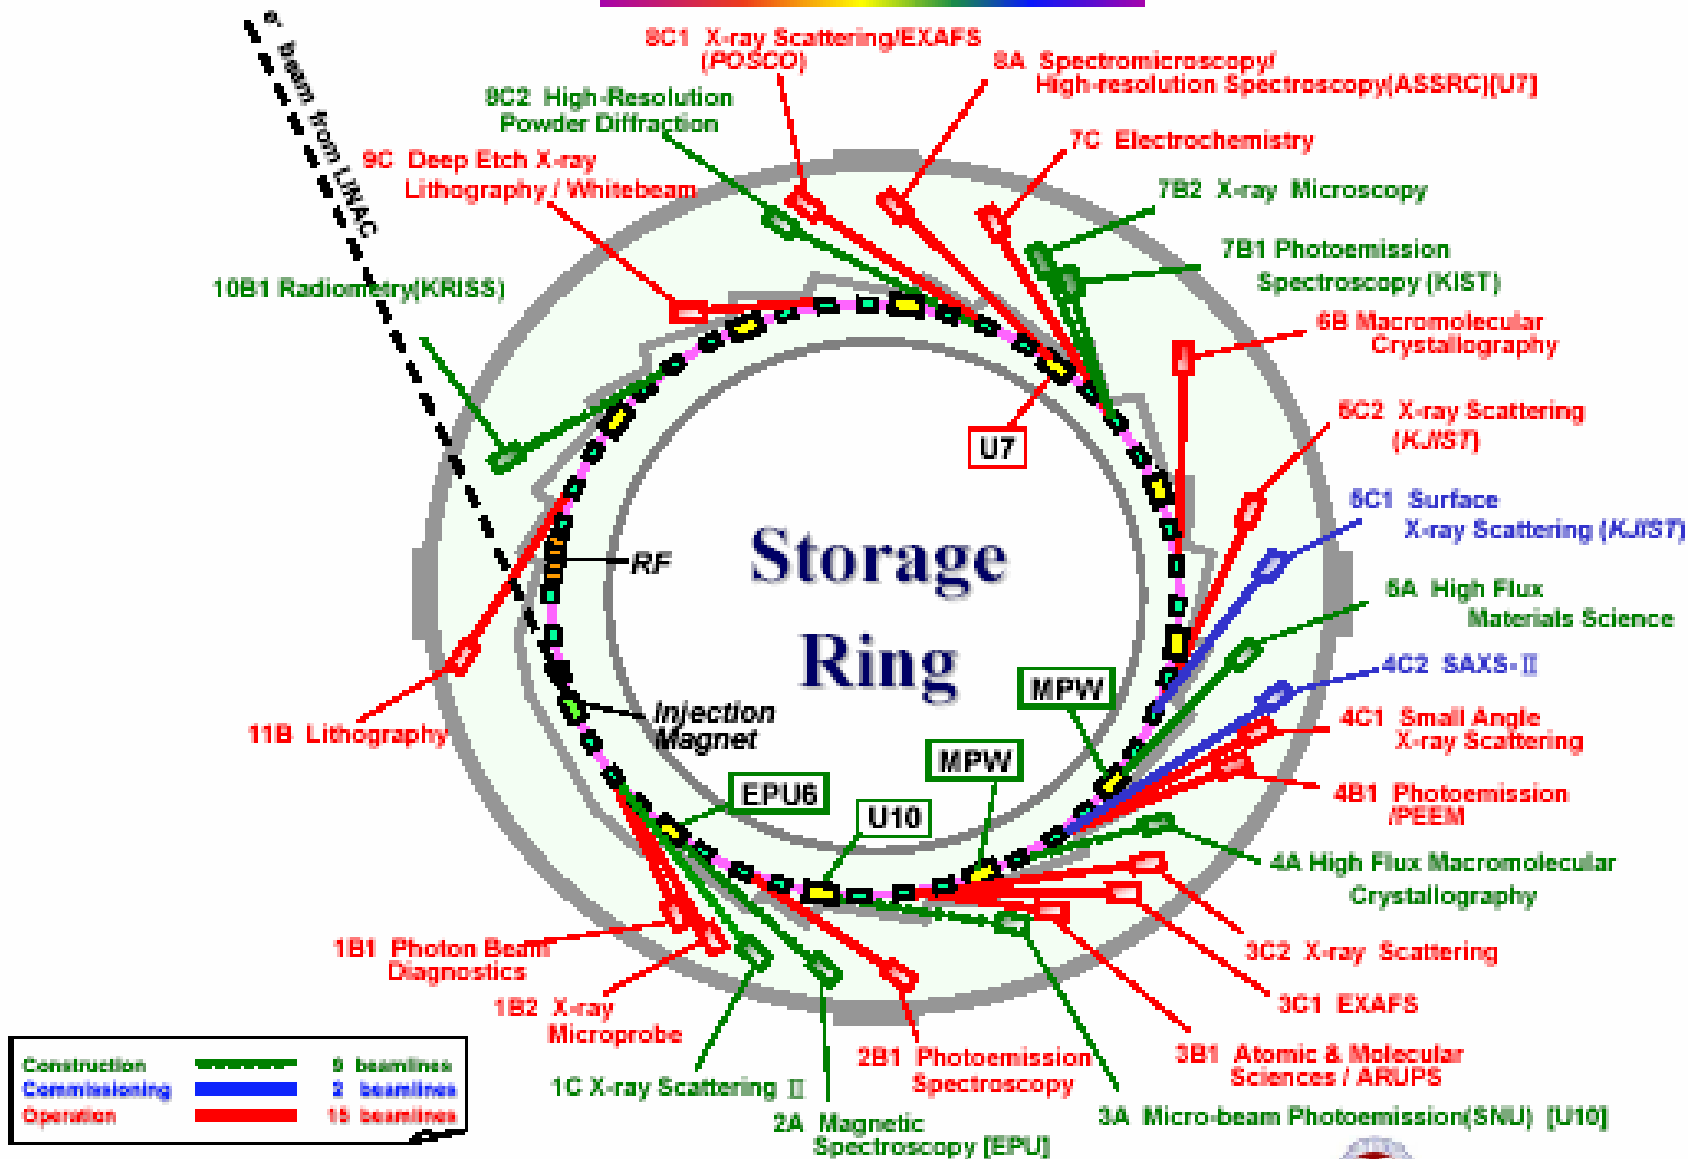 e⁻ beam from LINAC
8C1 X-ray Scattering/EXAFS
(POSCO)
8A Spectromicroscopy/
High-resolution Spectroscopy(ASSRC)[U7]
8C2 High-Resolution
Powder Diffraction
7C Electrochemistry
9C Deep Etch X-ray
Lithography / Whitebeam
7B2 X-ray Microscopy
7B1 Photoemission
Spectroscopy (KIST)
10B1 Radiometry(KRISS)
6B Macromolecular
Crystallography
5C2 X-ray Scattering
(KJIST)
U7
5C1 Surface
X-ray Scattering (KJIST)
RF
Storage
Ring
5A High Flux
Materials Science
4C2 SAXS-Ⅱ
MPW
4C1 Small Angle
X-ray Scattering
Injection
Magnet
11B Lithography
MPW
EPU6
U10
4B1 Photoemission
/PEEM
4A High Flux Macromolecular
Crystallography
1B1 Photon Beam
Diagnostics
3C2 X-ray Scattering
1B2 X-ray
Microprobe
3C1 EXAFS
2B1 Photoemission
Spectroscopy
3B1 Atomic & Molecular
Sciences / ARUPS
1C X-ray Scattering Ⅱ
2A Magnetic
Spectroscopy [EPU]
3A Micro-beam Photoemission(SNU) [U10]
Construction 9 beamlines
Commissioning 2 beamlines
Operation 15 beamlines